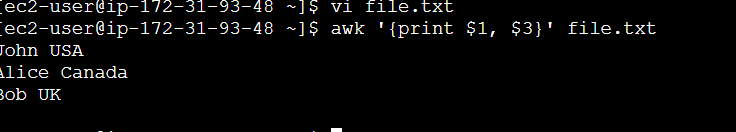 [ec2-user@ip-172-31-93-48 ~]$ vi file.txt
[ec2-user@ip-172-31-93-48 ~]$ awk '{print $1, $3}' file.txt
John USA
Alice Canada
Bob UK